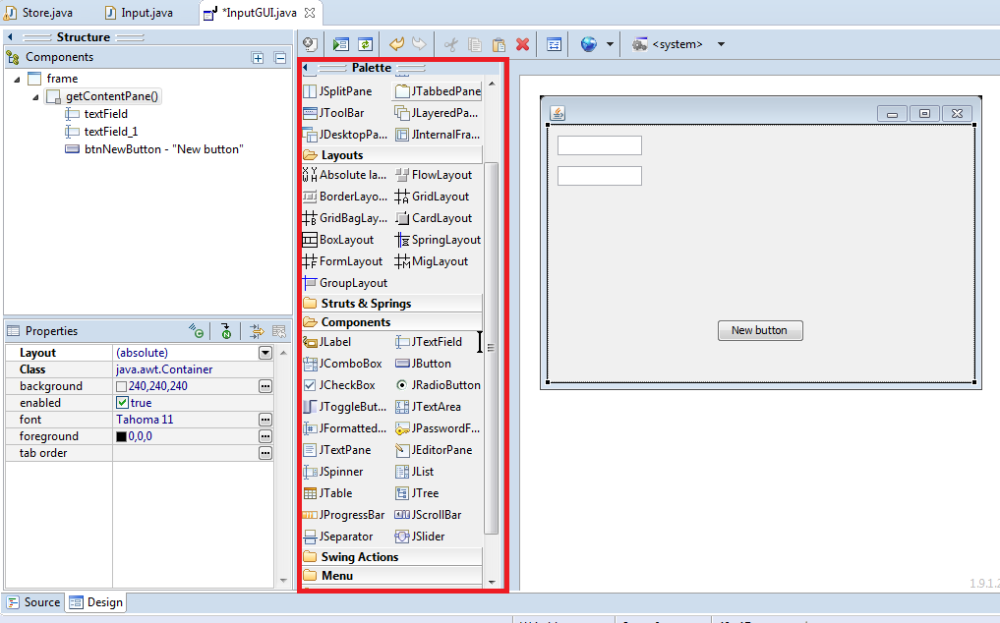 Store.java Input.java *InputGUI.java
Structure
Components
frame
getContentPane()
textField
textField_1
btnNewButton - "New button"
Properties
Layout (absolute)
Class java.awt.Container
background 240,240,240
enabled true
font Tahoma 11
foreground 0,0,0
tab order
<system>
Palette
JSplitPane JTabbedPane
JToolBar JLayeredPa...
JDesktopPa... JInternalFra...
Layouts
Absolute la... FlowLayout
BorderLayo... GridLayout
GridBagLay... CardLayout
BoxLayout SpringLayout
FormLayout MigLayout
GroupLayout
Struts & Springs
Components
JLabel JTextField
JComboBox JButton
JCheckBox JRadioButton
JToggleBut... JTextArea
JFormatted... JPasswordF...
JTextPane JEditorPane
JSpinner JList
JTable JTree
JProgressBar JScrollBar
JSeparator JSlider
Swing Actions
Menu
New button
1.9.1.2
Source Design